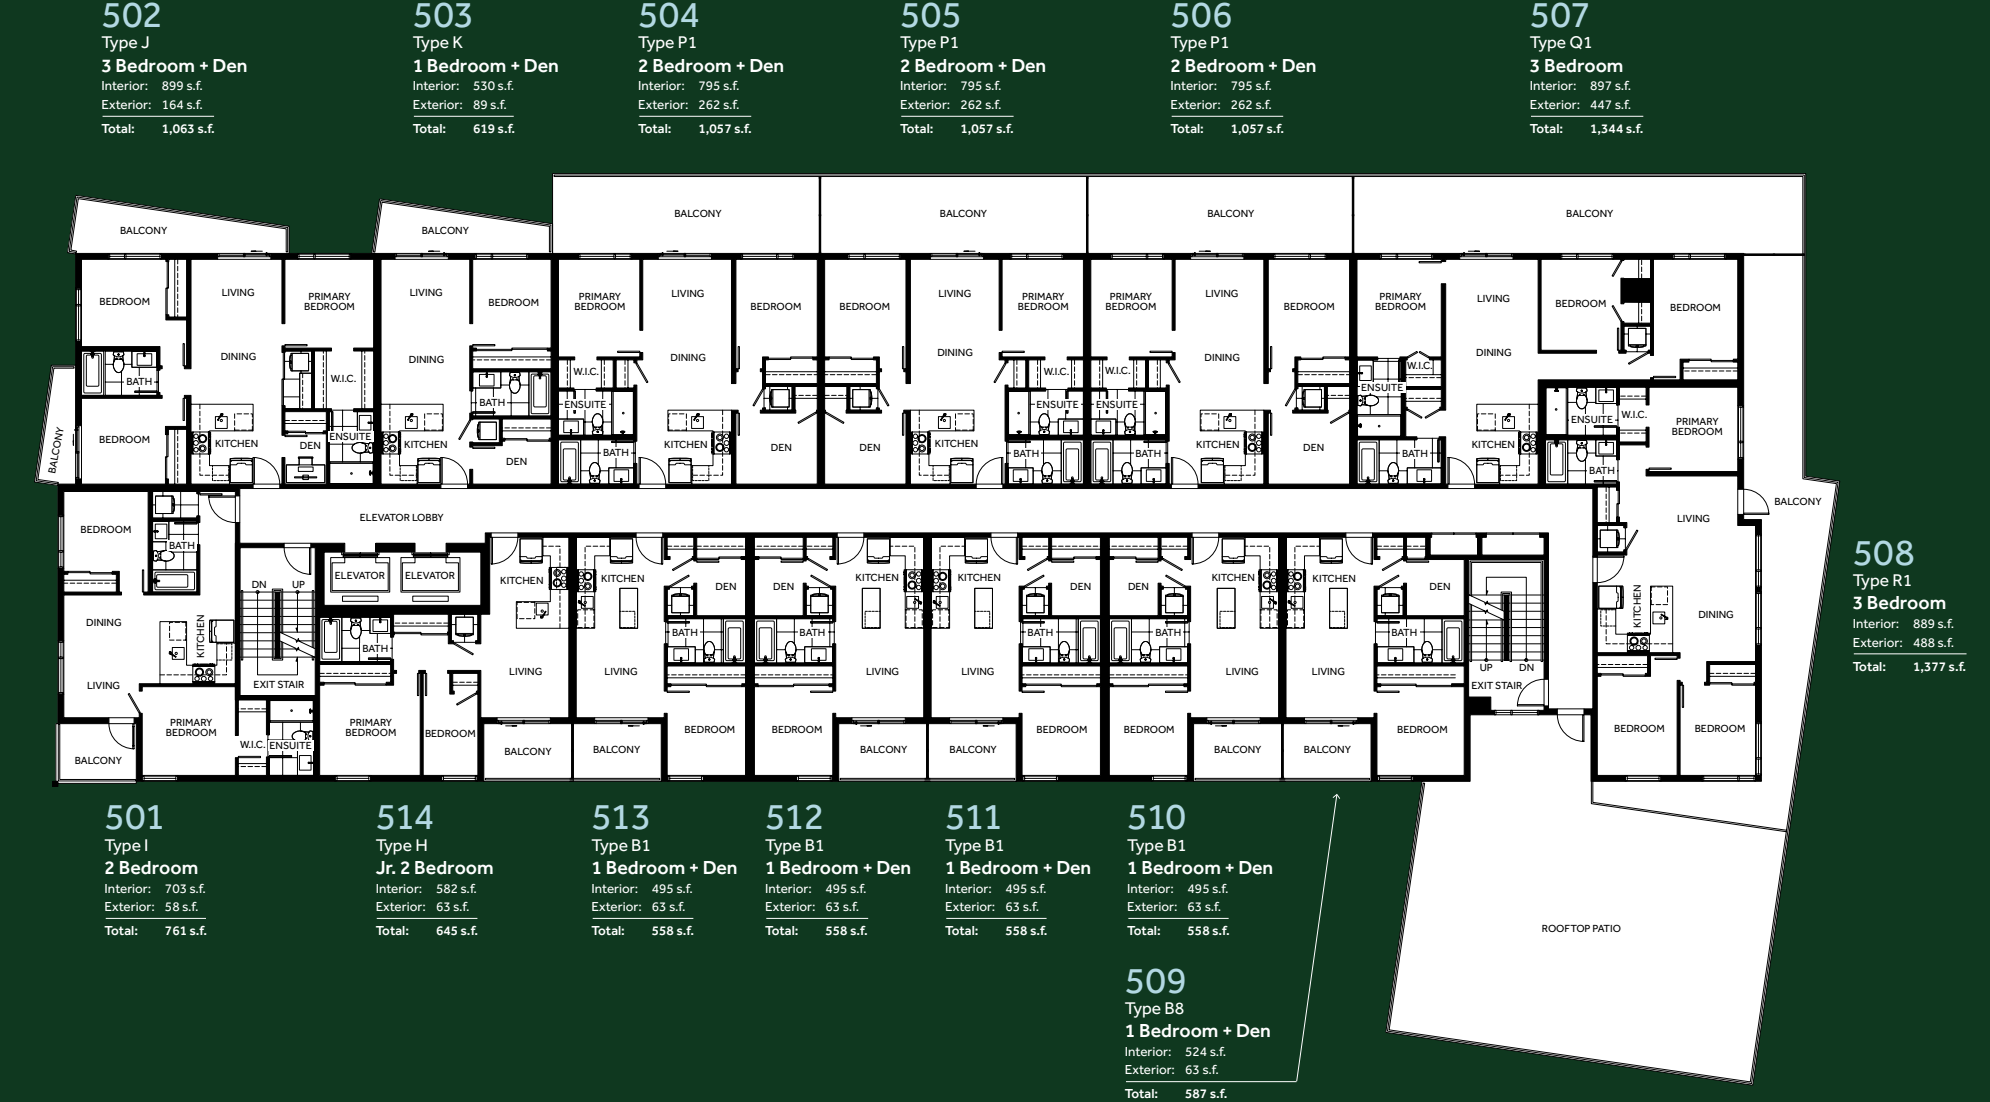 502
Type J
3 Bedroom + Den
Interior: 899 s.f.
Exterior: 164 s.f.
Total: 1,063 s.f.
503
Type K
1 Bedroom + Den
Interior: 530 s.f.
Exterior: 89 s.f.
Total: 619 s.f.
504
Type P1
2 Bedroom + Den
Interior: 795 s.f.
Exterior: 262 s.f.
Total: 1,057 s.f.
505
Type P1
2 Bedroom + Den
Interior: 795 s.f.
Exterior: 262 s.f.
Total: 1,057 s.f.
506
Type P1
2 Bedroom + Den
Interior: 795 s.f.
Exterior: 262 s.f.
Total: 1,057 s.f.
507
Type Q1
3 Bedroom
Interior: 897 s.f.
Exterior: 447 s.f.
Total: 1,344 s.f.
BALCONY
BEDROOM
LIVING
PRIMARY
BEDROOM
DINING
BATH
W.I.C.
BALCONY
BEDROOM
KITCHEN
DEN
ENSUITE
BALCONY
LIVING
BEDROOM
DINING
BATH
KITCHEN
DEN
BALCONY
PRIMARY
BEDROOM
LIVING
BEDROOM
DINING
W.I.C.
ENSUITE
KITCHEN
BATH
DEN
BALCONY
BEDROOM
LIVING
PRIMARY
BEDROOM
DINING
W.I.C.
ENSUITE
DEN
KITCHEN
BATH
BALCONY
PRIMARY
BEDROOM
LIVING
BEDROOM
DINING
W.I.C.
ENSUITE
KITCHEN
BATH
DEN
BALCONY
PRIMARY
BEDROOM
LIVING
BEDROOM
BEDROOM
DINING
W.I.C.
ENSUITE
KITCHEN
BATH
ENSUITE
W.I.C.
PRIMARY
BEDROOM
BATH
LIVING
BALCONY
KITCHEN
DINING
BEDROOM
BEDROOM
508
Type R1
3 Bedroom
Interior: 889 s.f.
Exterior: 488 s.f.
Total: 1,377 s.f.
ELEVATOR LOBBY
BEDROOM
BATH
DINING
KITCHEN
LIVING
PRIMARY
BEDROOM
W.I.C.
ENSUITE
BALCONY
DN
UP
EXIT STAIR
ELEVATOR
ELEVATOR
KITCHEN
BATH
LIVING
PRIMARY
BEDROOM
BEDROOM
BALCONY
KITCHEN
DEN
BATH
LIVING
BEDROOM
BALCONY
DEN
KITCHEN
BATH
LIVING
BEDROOM
BALCONY
KITCHEN
DEN
BATH
LIVING
BALCONY
BEDROOM
DEN
KITCHEN
BATH
LIVING
BEDROOM
BALCONY
KITCHEN
DEN
BATH
LIVING
BALCONY
BEDROOM
UP
DN
EXIT STAIR
501
Type I
2 Bedroom
Interior: 703 s.f.
Exterior: 58 s.f.
Total: 761 s.f.
514
Type H
Jr. 2 Bedroom
Interior: 582 s.f.
Exterior: 63 s.f.
Total: 645 s.f.
513
Type B1
1 Bedroom + Den
Interior: 495 s.f.
Exterior: 63 s.f.
Total: 558 s.f.
512
Type B1
1 Bedroom + Den
Interior: 495 s.f.
Exterior: 63 s.f.
Total: 558 s.f.
511
Type B1
1 Bedroom + Den
Interior: 495 s.f.
Exterior: 63 s.f.
Total: 558 s.f.
510
Type B1
1 Bedroom + Den
Interior: 495 s.f.
Exterior: 63 s.f.
Total: 558 s.f.
509
Type B8
1 Bedroom + Den
Interior: 524 s.f.
Exterior: 63 s.f.
Total: 587 s.f.
ROOFTOP PATIO